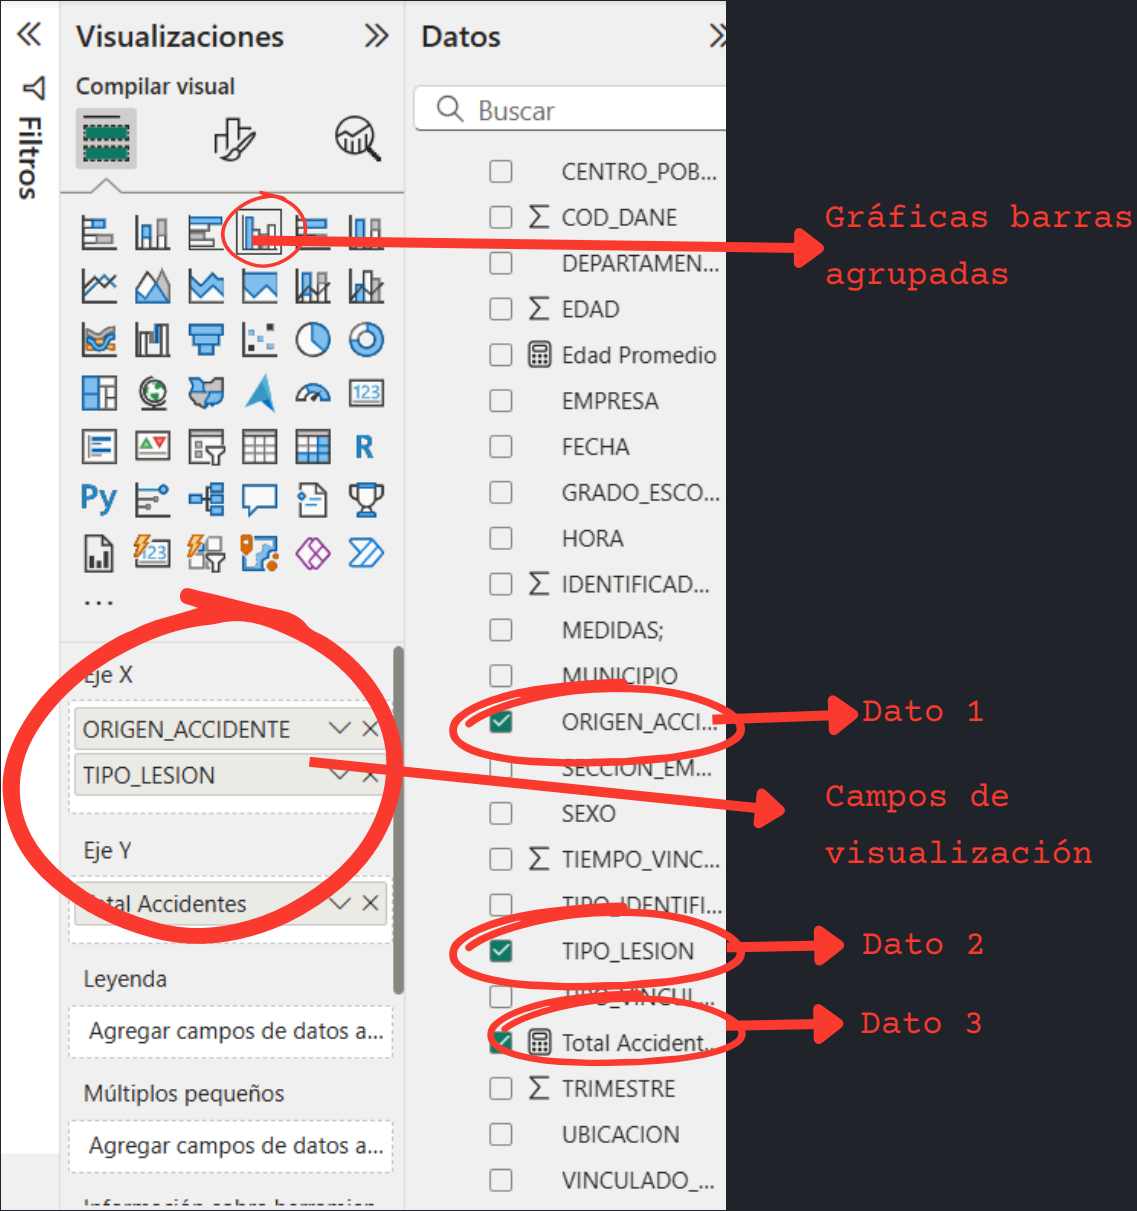 Visualizaciones
Compilar visual
Filtros
123
R
Py
123
...
Eje X
ORIGEN_ACCIDENTE
TIPO_LESION
Eje Y
Total Accidentes
Leyenda
Agregar campos de datos a...
Múltiplos pequeños
Agregar campos de datos a...
Datos
Buscar
CENTRO_POB...
COD_DANE
DEPARTAMEN...
EDAD
Edad Promedio
EMPRESA
FECHA
GRADO_ESCO...
HORA
IDENTIFICAD...
MEDIDAS;
MUNICIPIO
ORIGEN_ACCI...
SECCION_EM...
SEXO
TIEMPO_VINC...
TIPO_IDENTIFI...
TIPO_LESION
TIPO_VINCUL...
Total Accident...
TRIMESTRE
UBICACION
VINCULADO_...
Gráficas barras
agrupadas
Dato 1
Campos de
visualización
Dato 2
Dato 3